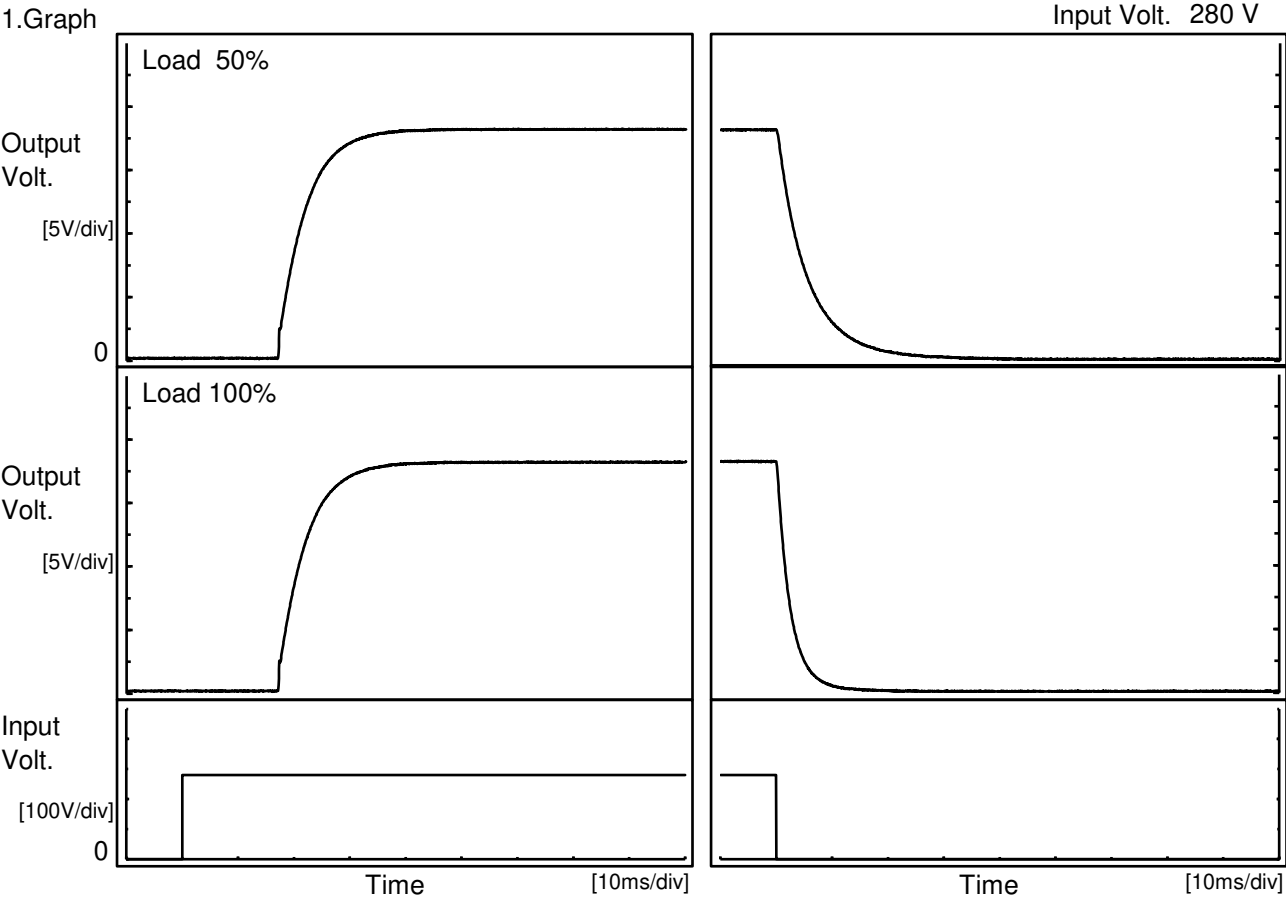 1.Graph
Input Volt. 280 V
Load 50%
Output
Volt.
[5V/div]
0
Load 100%
Output
Volt.
[5V/div]
Input
Volt.
[100V/div]
0
Time
[10ms/div]
Time
[10ms/div]